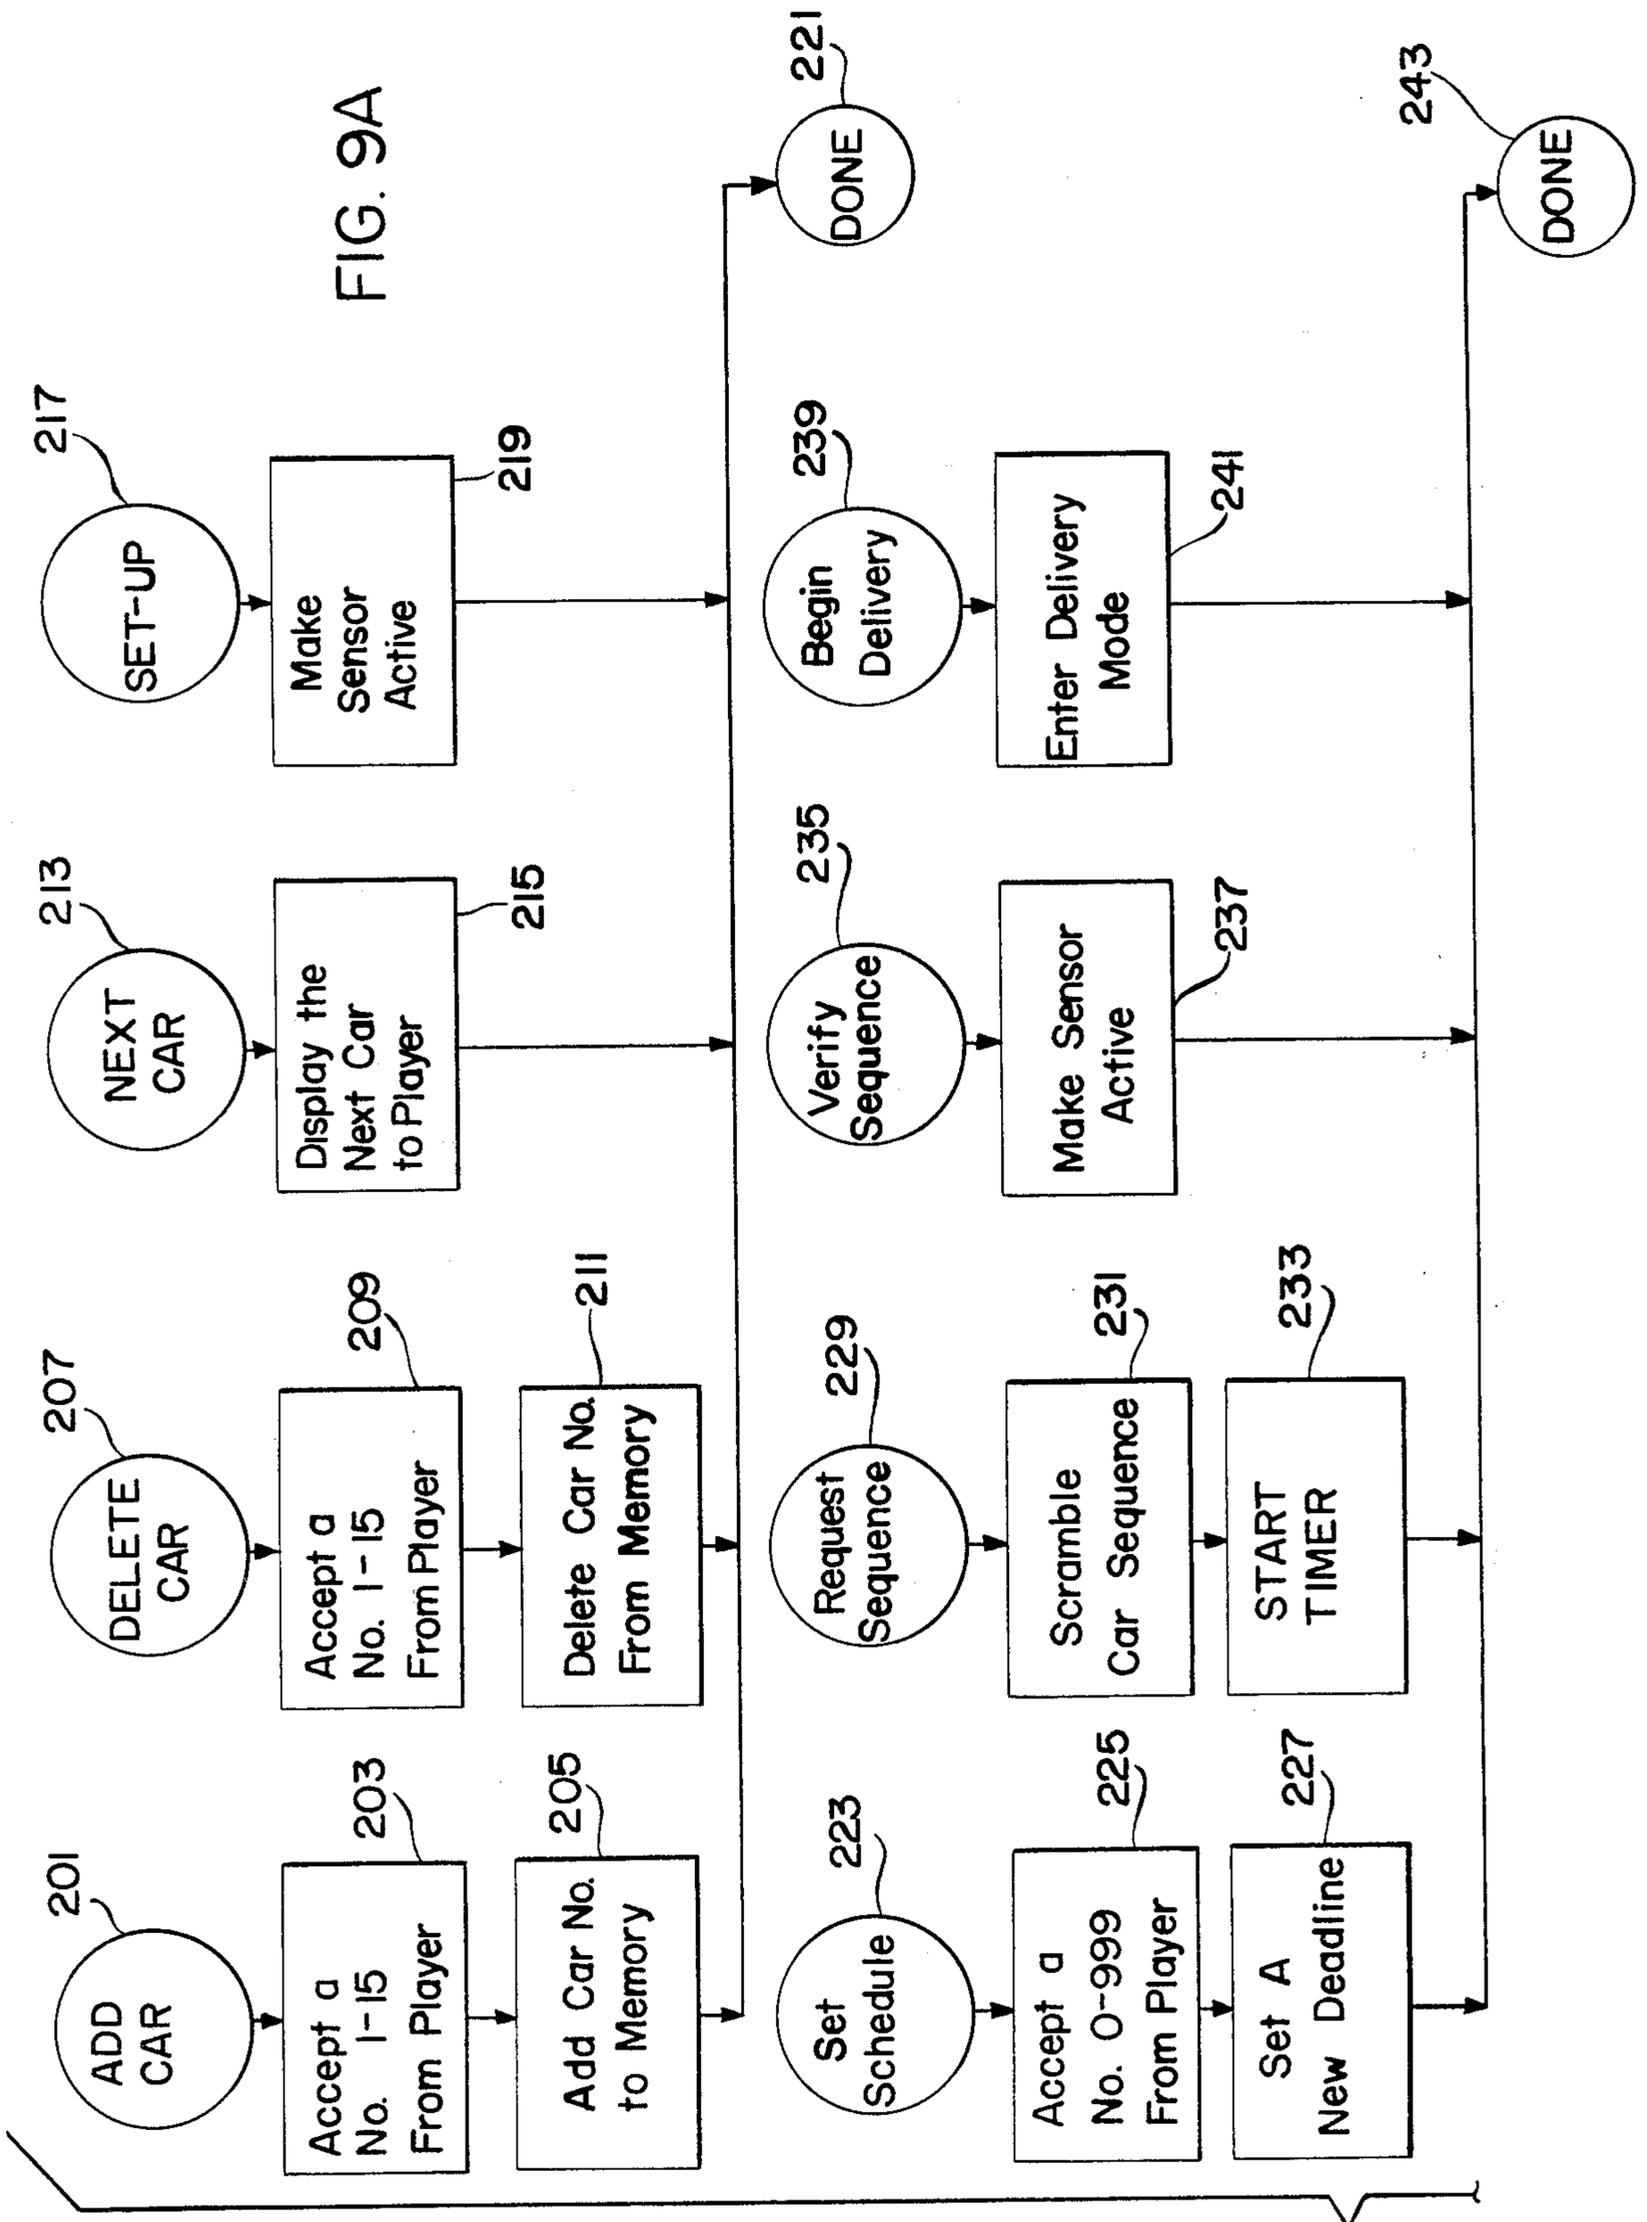 FIG. 9A
201
ADD
CAR
203
Accept a
No. 1-15
From Player
205
Add Car No.
to Memory
207
DELETE
CAR
209
Accept a
No. 1-15
From Player
211
Delete Car No.
From Memory
213
NEXT
CAR
Display the
Next Car
to Player
215
217
SET-UP
Make
Sensor
Active
219
221
DONE
223
Set
Schedule
225
Accept a
No. 0-999
From Player
227
Set A
New Deadline
229
Request
Sequence
231
Scramble
Car Sequence
233
START
TIMER
235
Verify
Sequence
Make Sensor
Active
237
239
Begin
Delivery
Enter Delivery
Mode
241
243
DONE